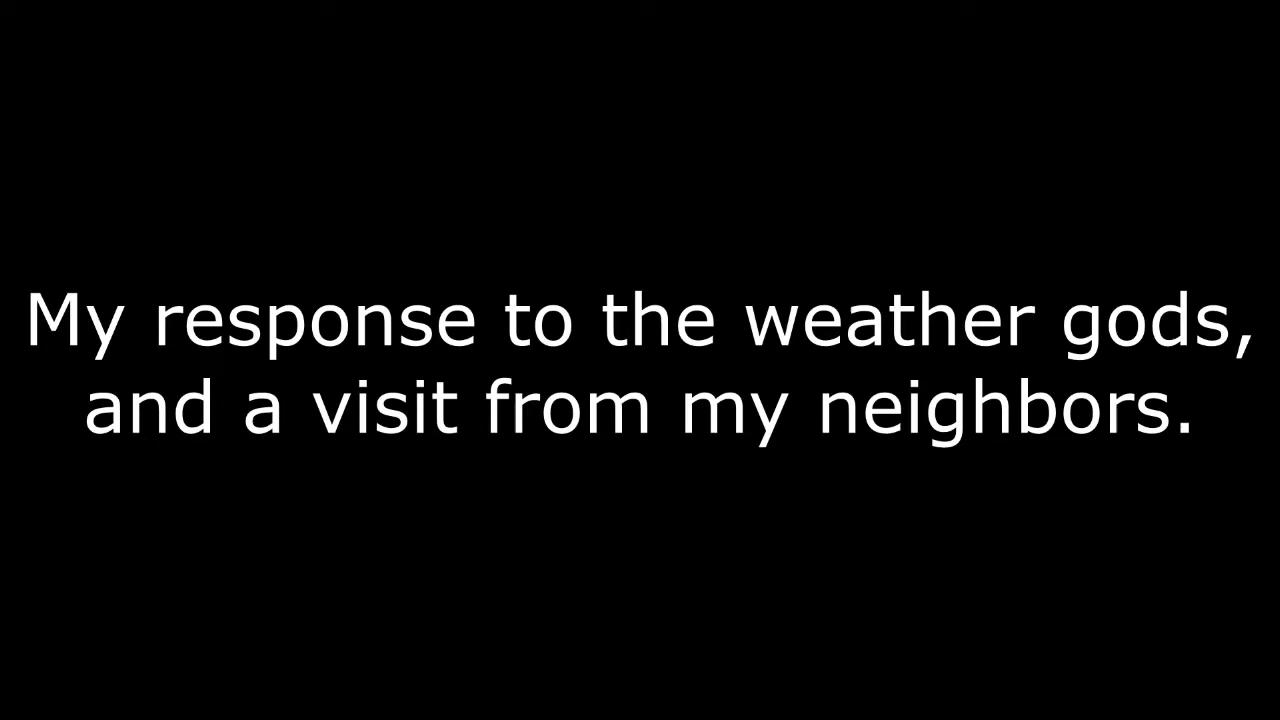 My response to the weather gods,
and a visit from my neighbors.